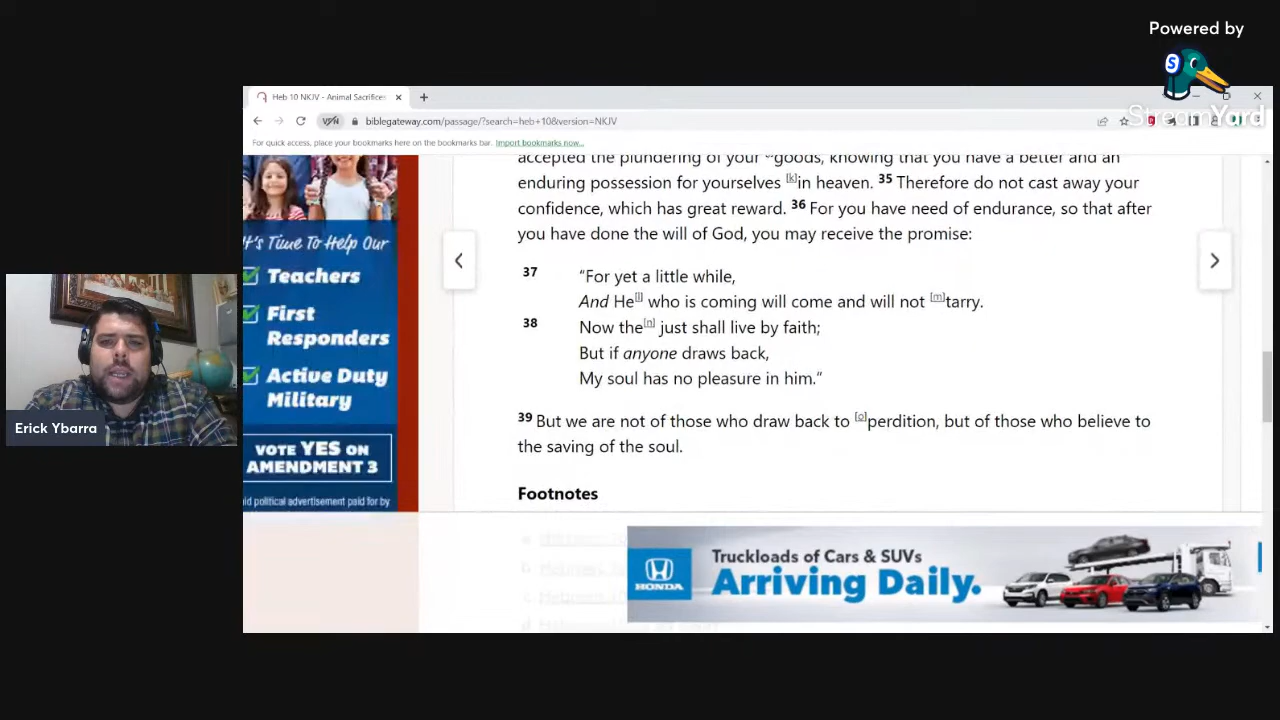 Powered by
S
StreamYard
Heb 10 NKJV - Animal Sacrifices
biblegateway.com/passage/?search=heb+10&version=NKJV
For quick access, place your bookmarks here on the bookmarks bar. Import bookmarks now...
accepted the plundering of your goods, knowing that you have a better and an
enduring possession for yourselves [k]in heaven. 35 Therefore do not cast away your
confidence, which has great reward. 36 For you have need of endurance, so that after
you have done the will of God, you may receive the promise:
37 “For yet a little while,
And He[l] who is coming will come and will not [m]tarry.
38 Now the[n] just shall live by faith;
But if anyone draws back,
My soul has no pleasure in him.”
39 But we are not of those who draw back to [o]perdition, but of those who believe to
the saving of the soul.
Footnotes
It's Time To Help Our
Teachers
First
Responders
Active Duty
Military
VOTE YES ON
AMENDMENT 3
political advertisement paid for by
Erick Ybarra
HONDA
Truckloads of Cars & SUVs
Arriving Daily.